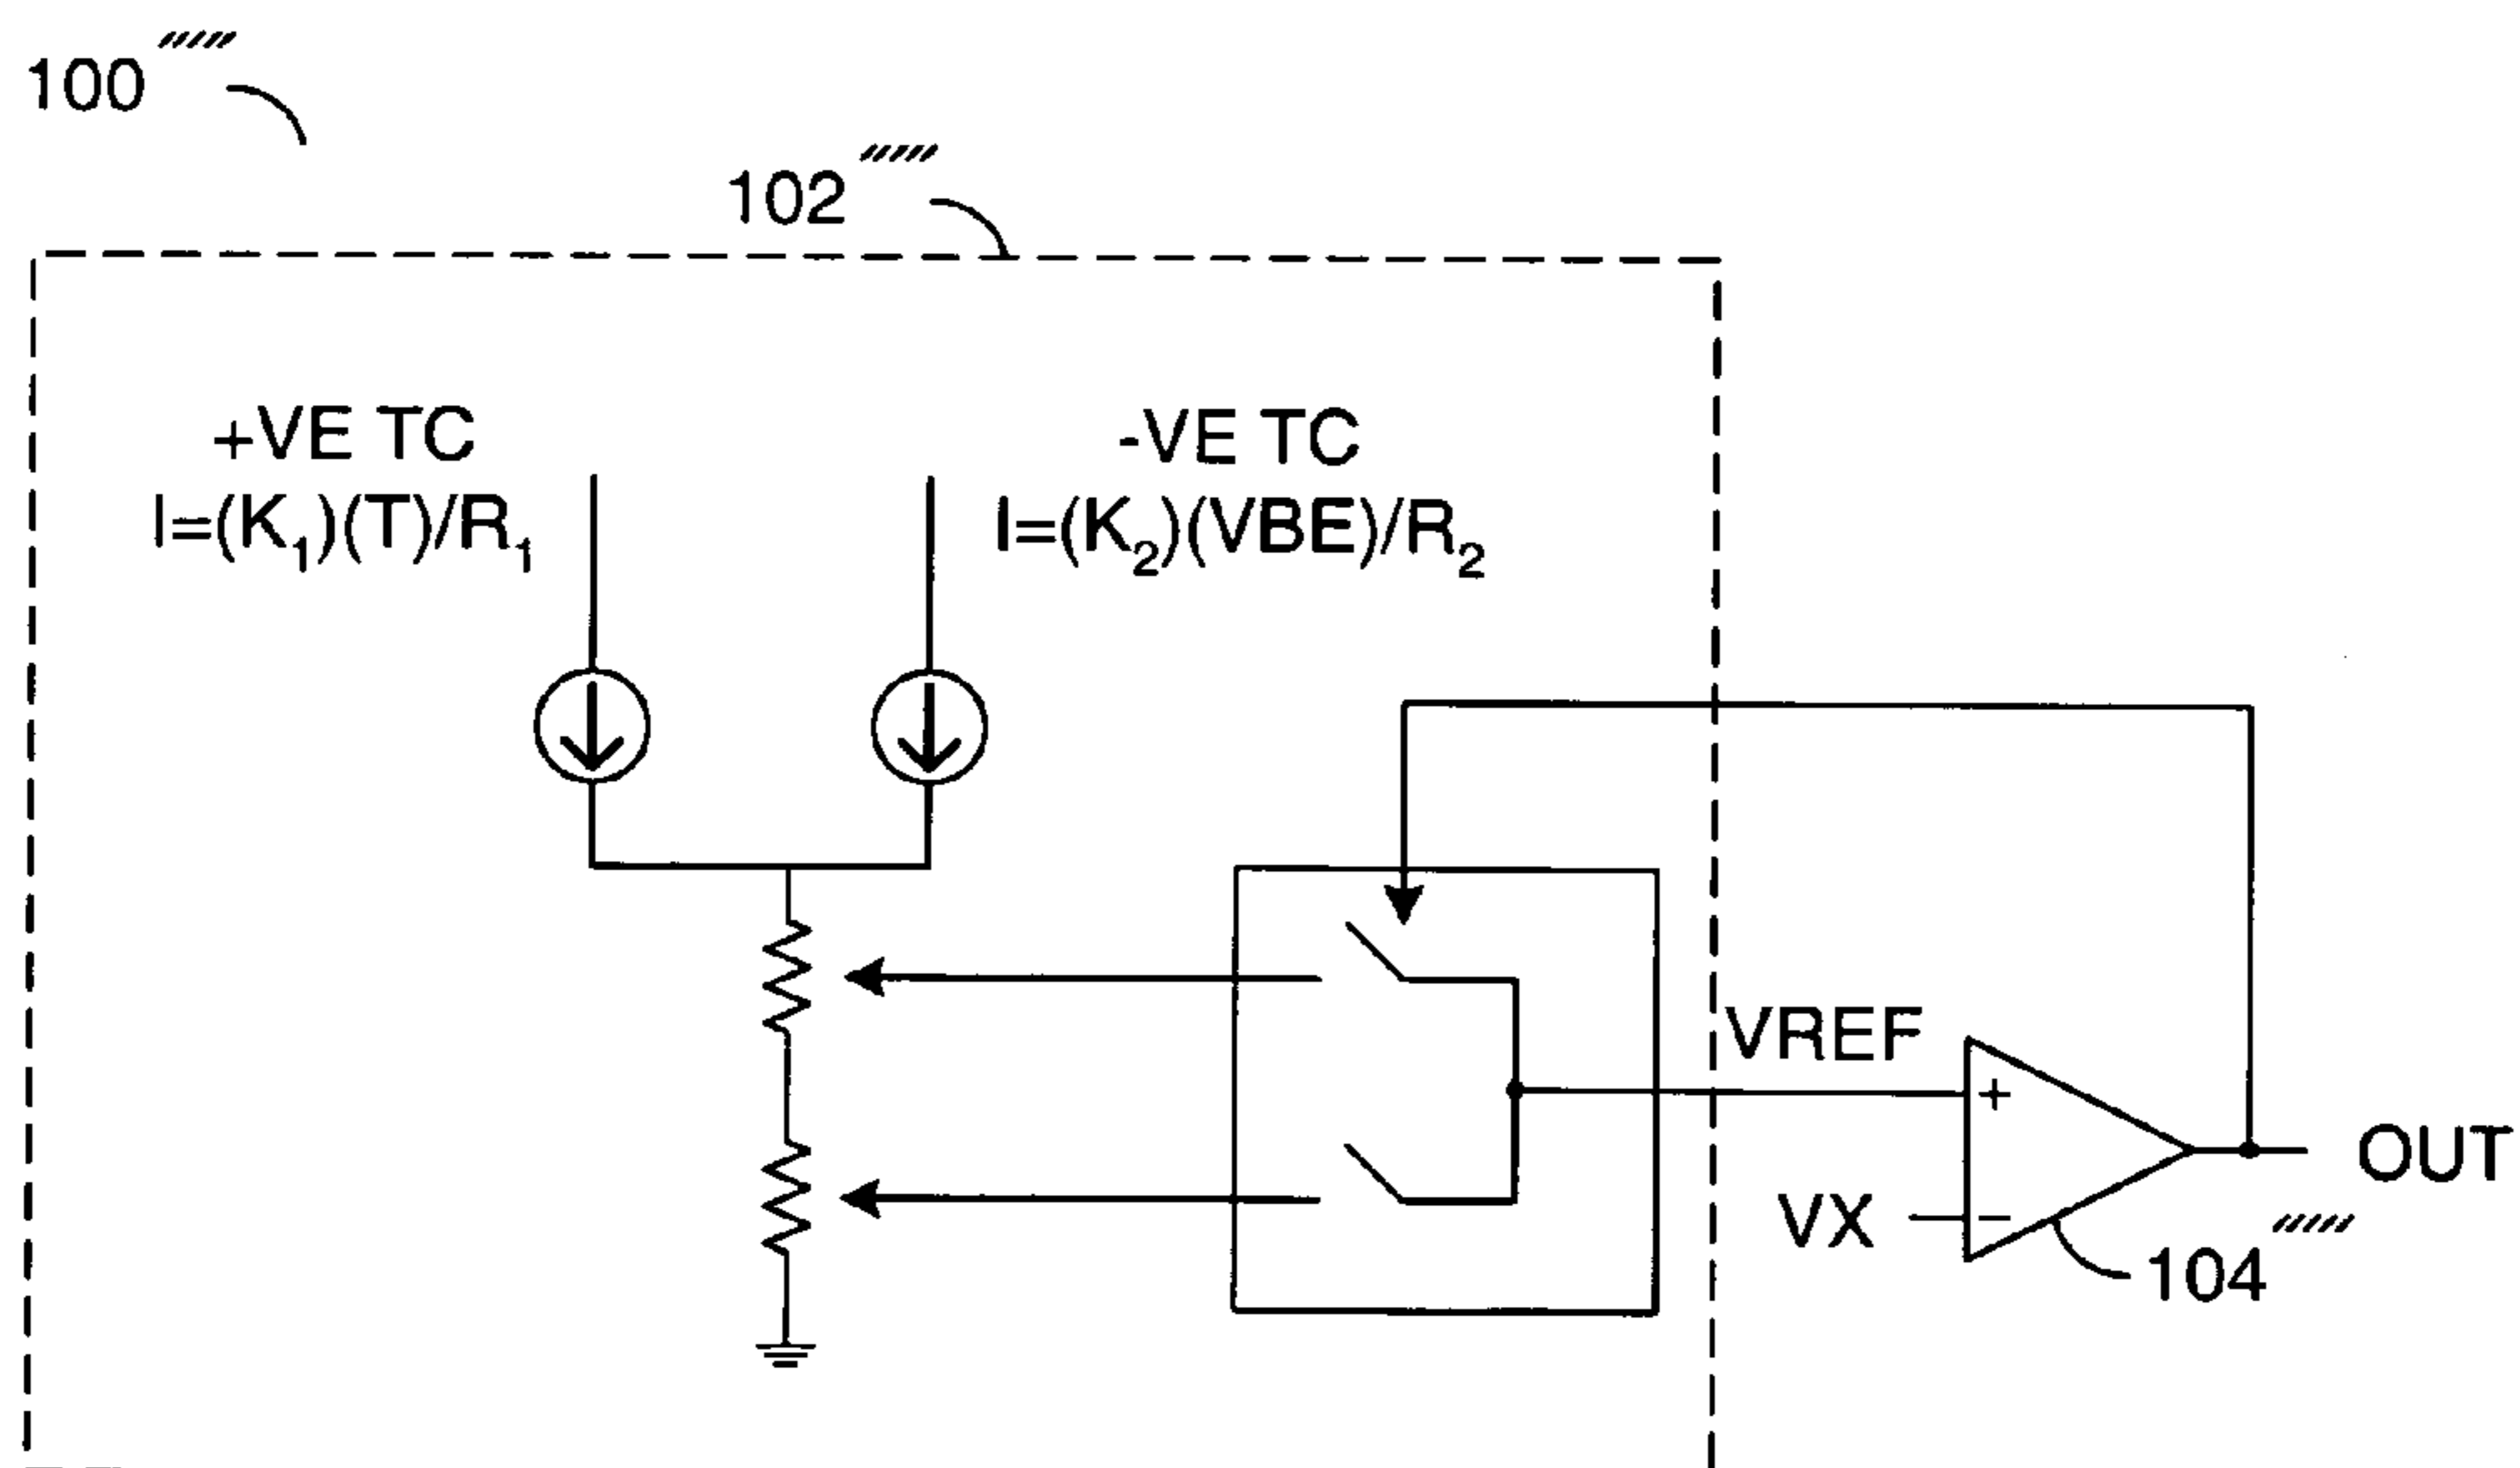 100′′′′′
102′′′′′
+VE TC
I=(K₁)(T)/R₁
-VE TC
I=(K₂)(VBE)/R₂
VREF
+
OUT
VX
−
104′′′′′